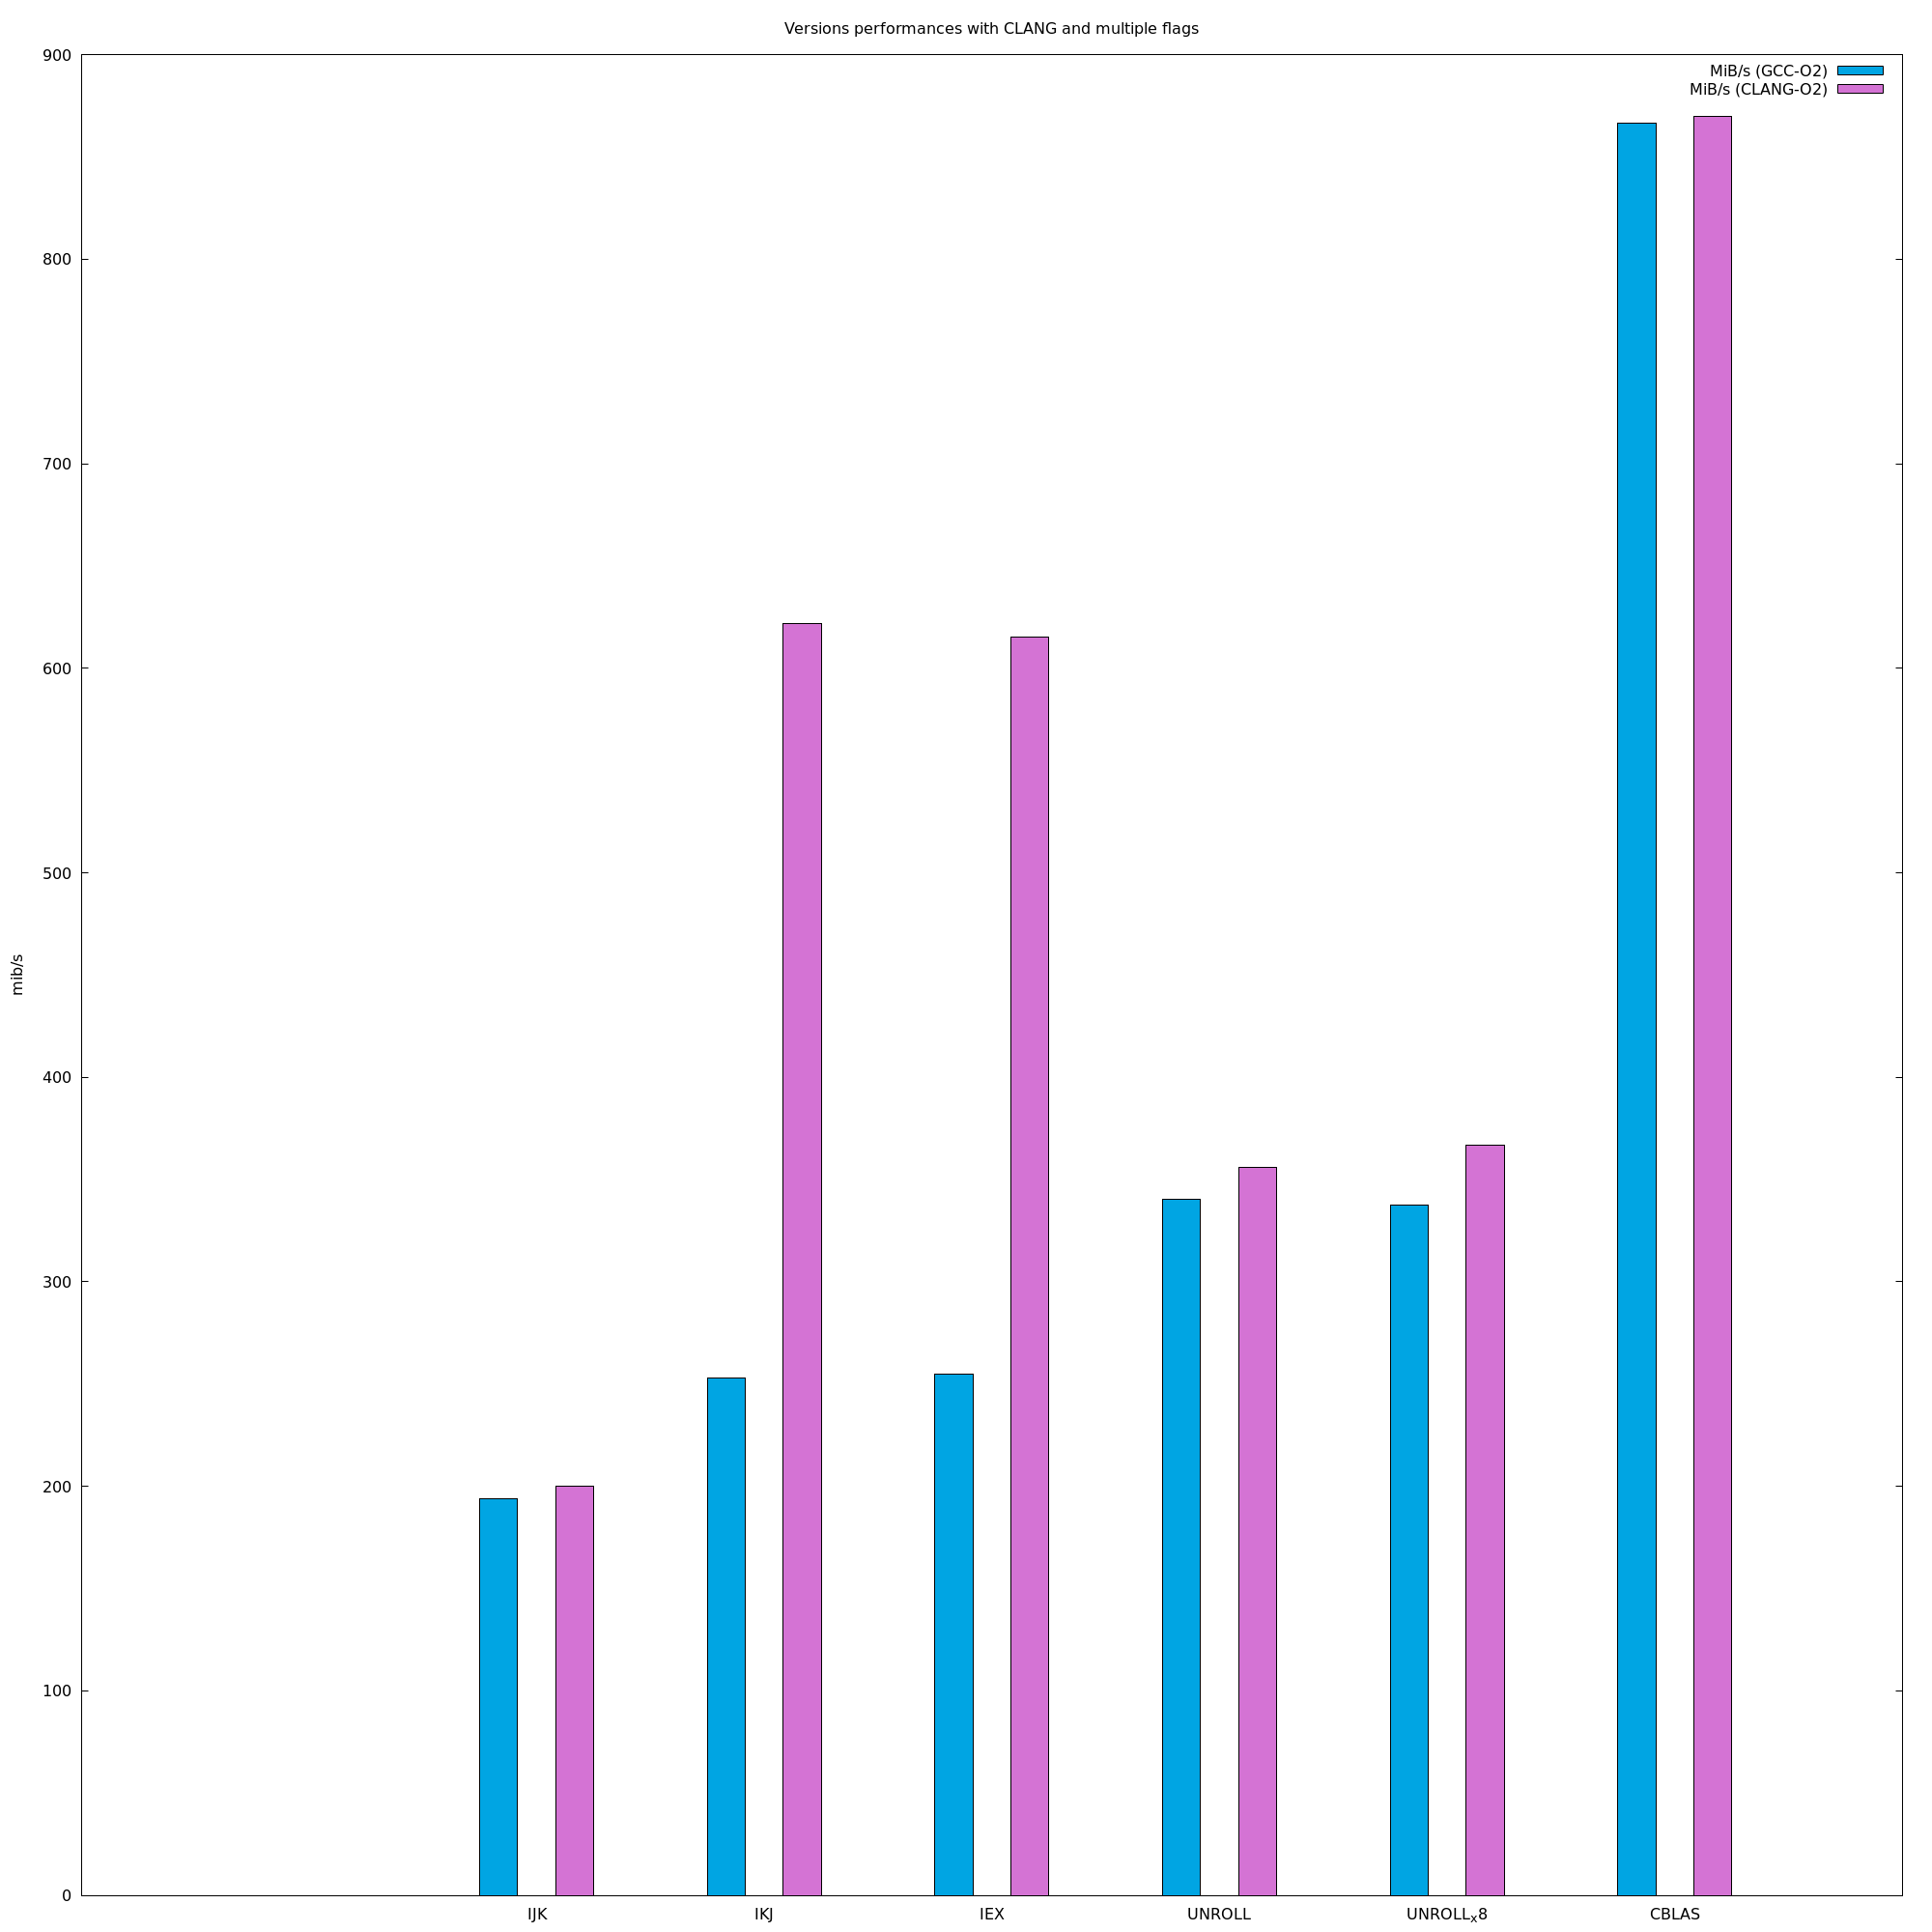 Versions performances with CLANG and multiple flags
MiB/s (GCC-O2)
MiB/s (CLANG-O2)
900
800
700
600
500
400
300
200
100
0
mib/s
IJK IKJ IEX UNROLL UNROLLx8 CBLAS